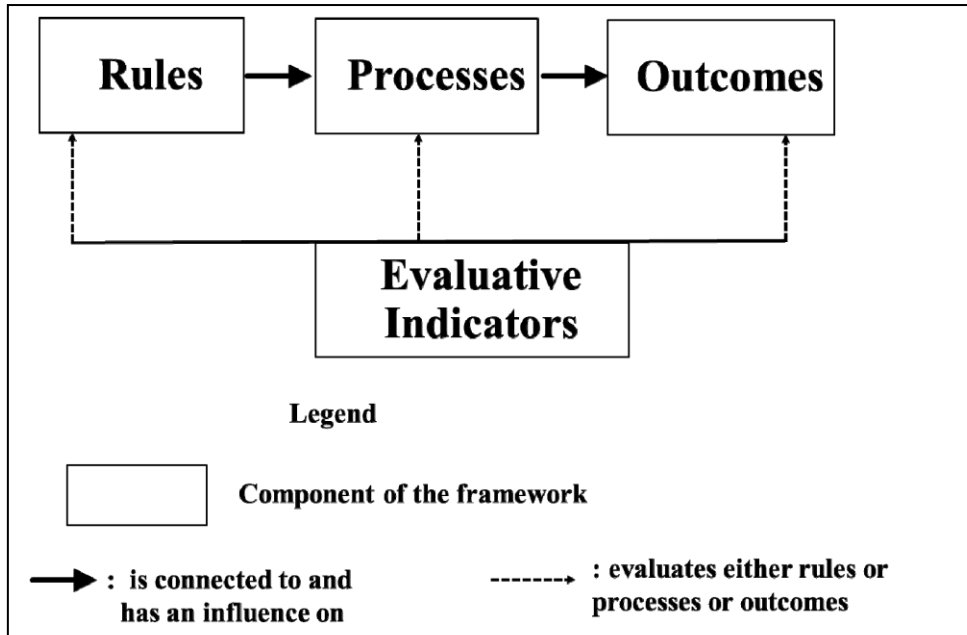 Rules
Processes
Outcomes
Evaluative
Indicators
Legend
Component of the framework
: is connected to and
has an influence on
: evaluates either rules or
processes or outcomes